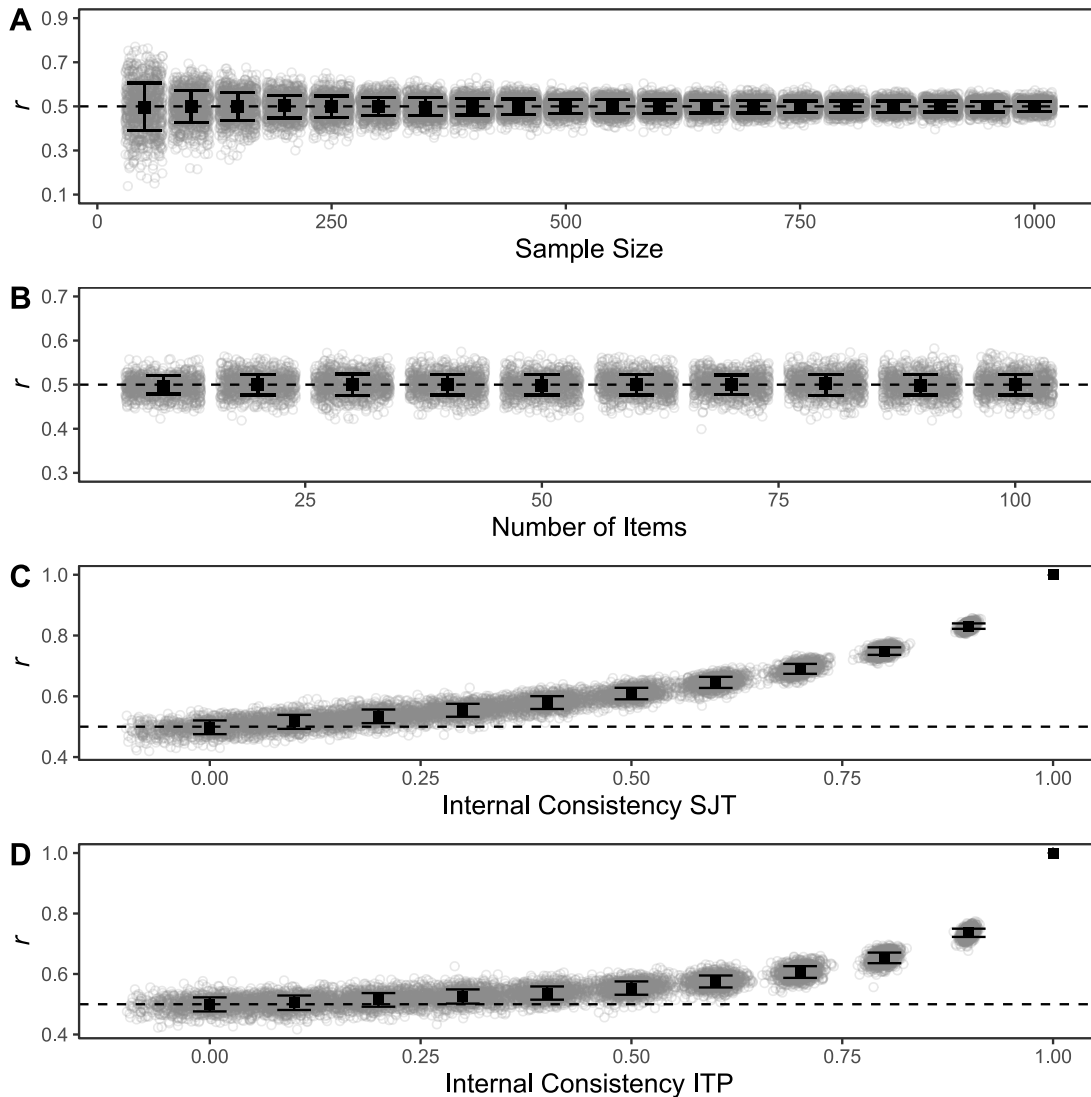 A
0.9
0.7
0.5
0.3
0.1
r
0 250 500 750 1000
Sample Size
B
0.7
0.6
0.5
0.4
0.3
r
25 50 75 100
Number of Items
C
1.0
0.8
0.6
0.4
r
0.00 0.25 0.50 0.75 1.00
Internal Consistency SJT
D
1.0
0.8
0.6
0.4
r
0.00 0.25 0.50 0.75 1.00
Internal Consistency ITP